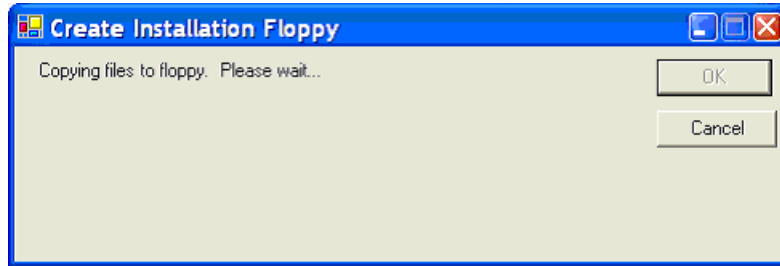 Create Installation Floppy
Copying files to floppy.  Please wait...
OK
Cancel